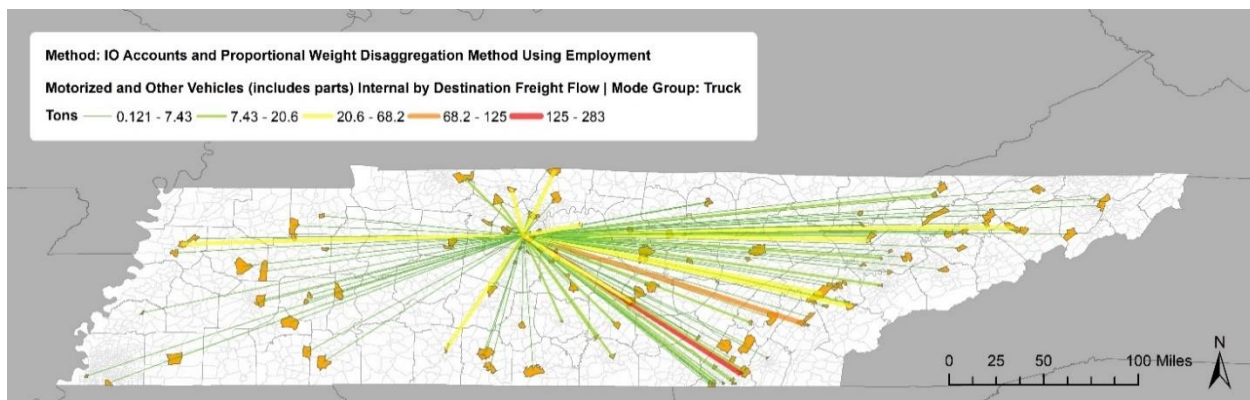 Method: IO Accounts and Proportional Weight Disaggregation Method Using Employment
Motorized and Other Vehicles (includes parts) Internal by Destination Freight Flow | Mode Group: Truck
Tons 0.121 - 7.43 7.43 - 20.6 20.6 - 68.2 68.2 - 125 125 - 283
N
0 25 50 100 Miles